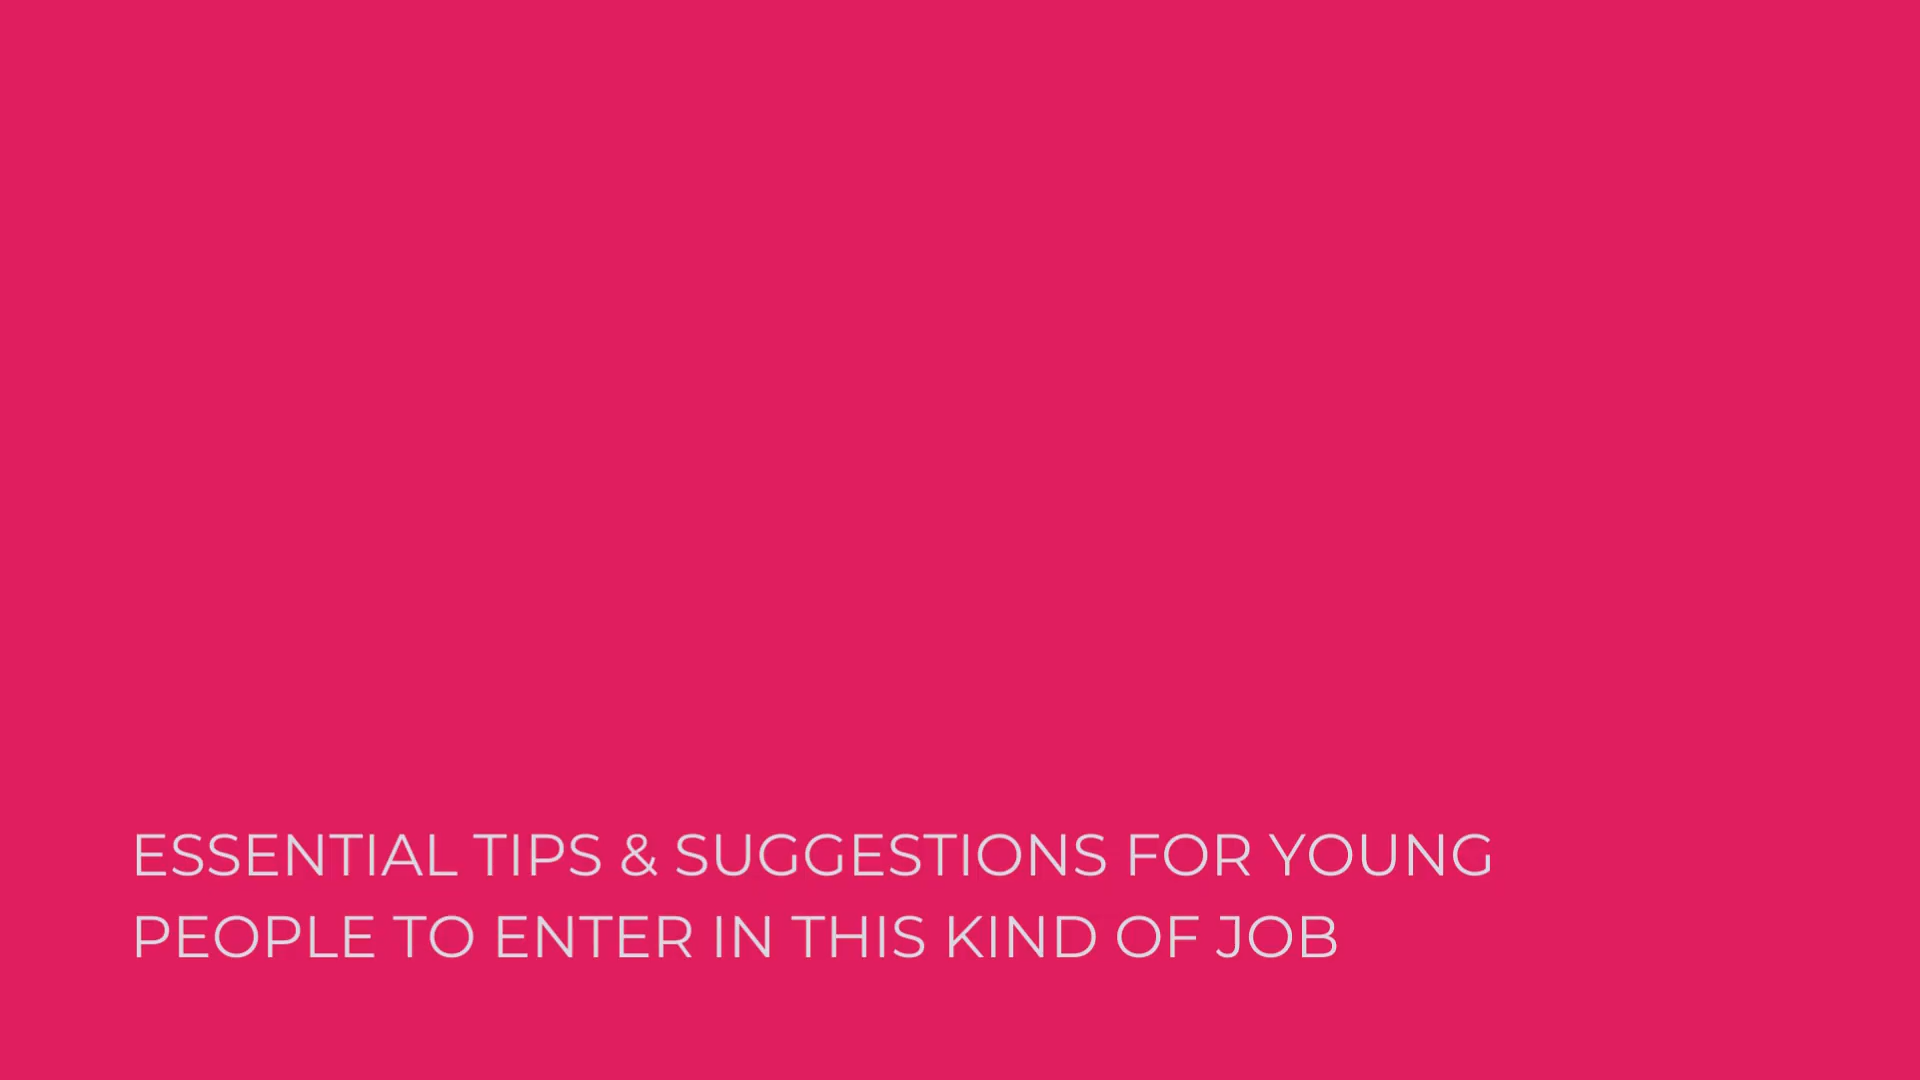 ESSENTIAL TIPS & SUGGESTIONS FOR YOUNG
PEOPLE TO ENTER IN THIS KIND OF JOB